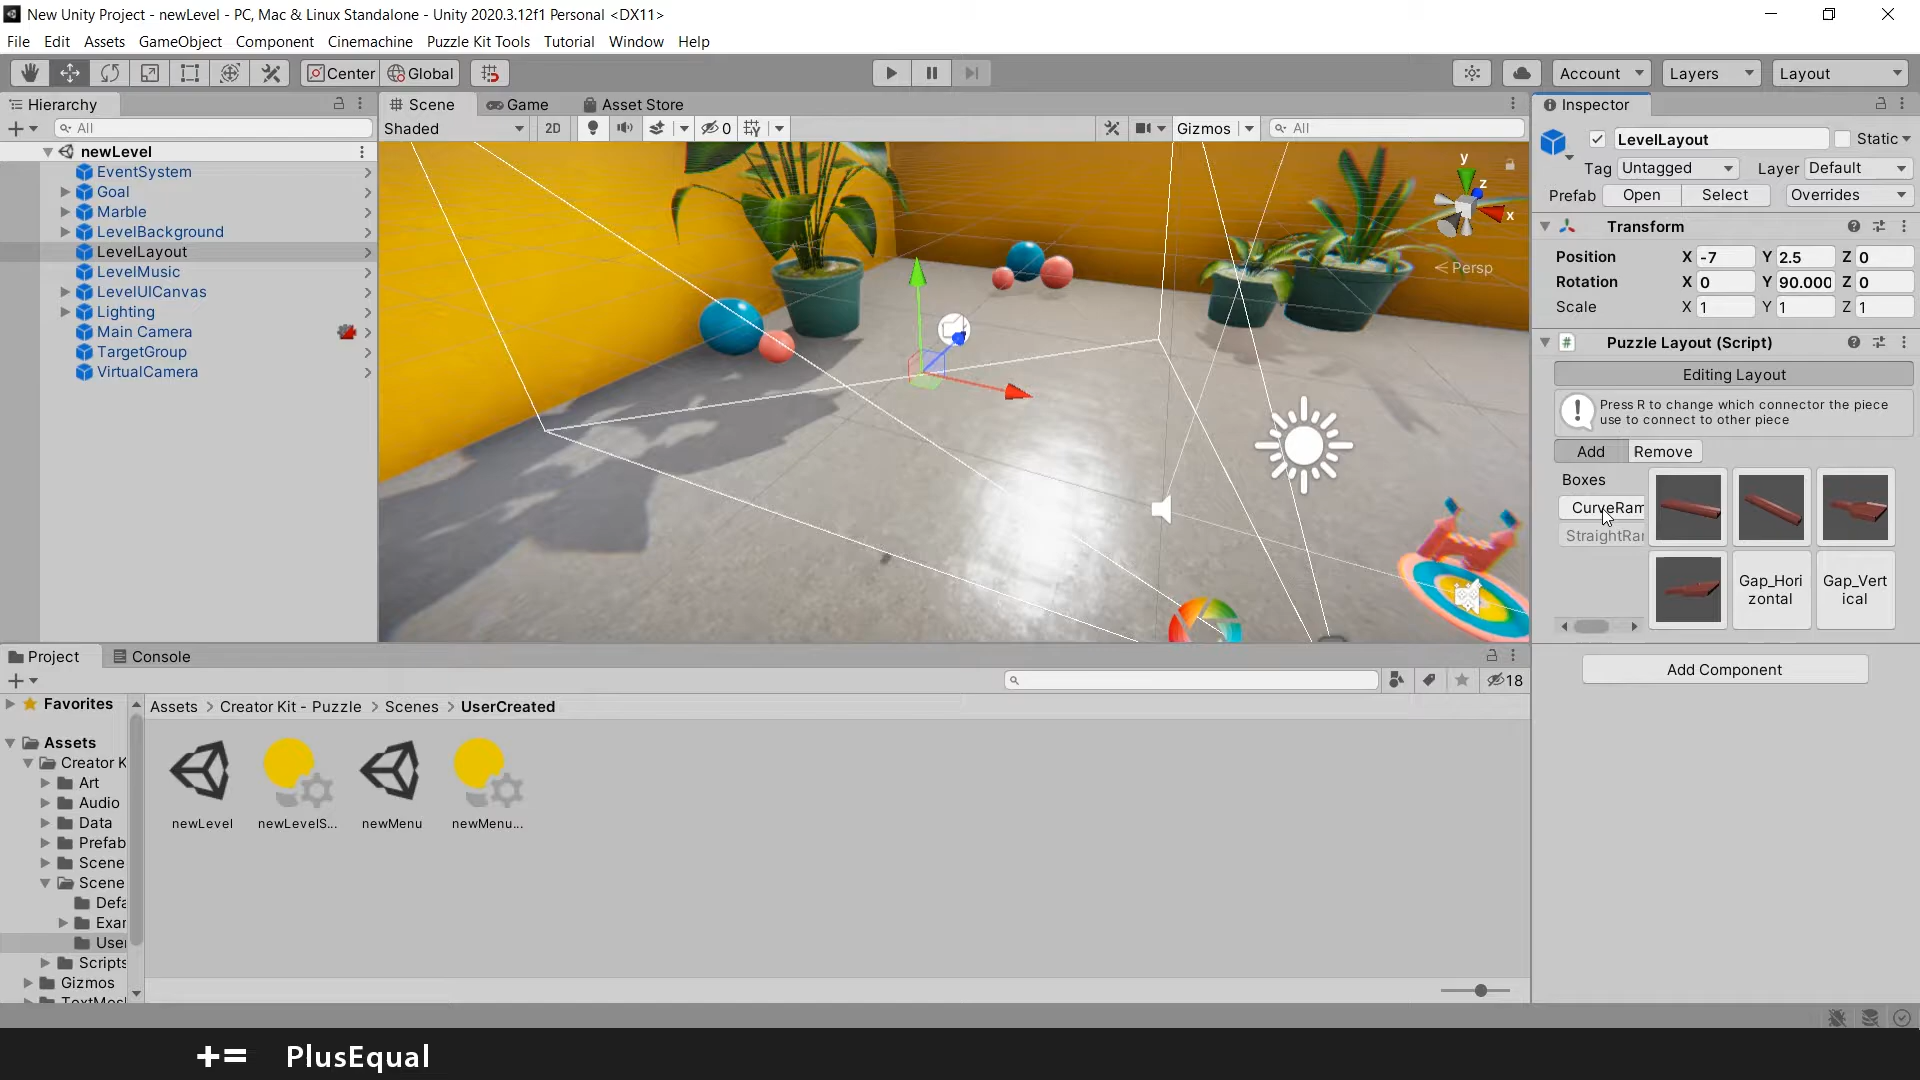 New Unity Project - newLevel - PC, Mac & Linux Standalone - Unity 2020.3.12f1 Personal <DX11>
File Edit Assets GameObject Component Cinemachine Puzzle Kit Tools Tutorial Window Help
Center Global Account Layers Layout
Hierarchy
All
newLevel
EventSystem
Goal
Marble
LevelBackground
LevelLayout
LevelMusic
LevelUICanvas
Lighting
Main Camera
TargetGroup
VirtualCamera
Scene Game Asset Store
Shaded 2D 0 Gizmos All
y
z
x
Persp
Inspector
LevelLayout Static
Tag Untagged Layer Default
Prefab Open Select Overrides
Transform
Position X -7 Y 2.5 Z 0
Rotation X 0 Y 90.000 Z 0
Scale X 1 Y 1 Z 1
# Puzzle Layout (Script)
Editing Layout
Press R to change which connector the piece
use to connect to other piece
Add Remove
Boxes
CurveRam
StraightRar
Gap_Hori
zontal
Gap_Vert
ical
Add Component
Project Console
18
Favorites
Assets
Creator K
Art
Audio
Data
Prefab
Scene
Scene
Defa
Exar
User
Scripts
Gizmos
TextMesh
Assets > Creator Kit - Puzzle > Scenes > UserCreated
newLevel newLevelS... newMenu newMenu...
+= PlusEqual